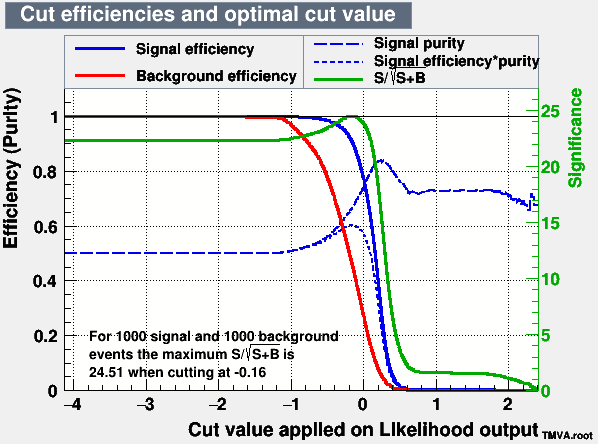 Cut efficiencies and optimal cut value
Signal efficiency
Background efficiency
Signal purity
Signal efficiency*purity
S/√S+B
Efficiency (Purity)
1
0.8
0.6
0.4
0.2
0
25
20
15
10
5
0
Significance
For 1000 signal and 1000 background
events the maximum S/√S+B is
24.51 when cutting at -0.16
−4 −3 −2 −1 0 1 2
Cut value applied on LIkelihood output
TMVA.root